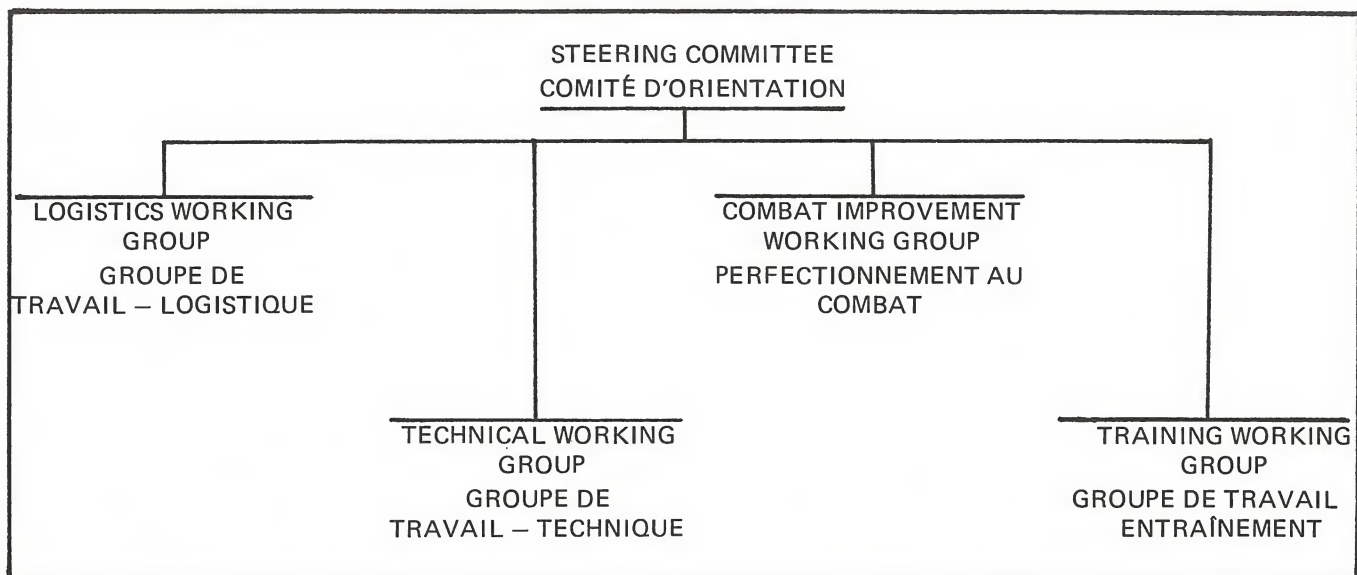 STEERING COMMITTEE
COMITÉ D'ORIENTATION
LOGISTICS WORKING
GROUP
GROUPE DE
TRAVAIL – LOGISTIQUE
COMBAT IMPROVEMENT
WORKING GROUP
PERFECTIONNEMENT AU
COMBAT
TECHNICAL WORKING
GROUP
GROUPE DE
TRAVAIL – TECHNIQUE
TRAINING WORKING
GROUP
GROUPE DE TRAVAIL
ENTRAÎNEMENT